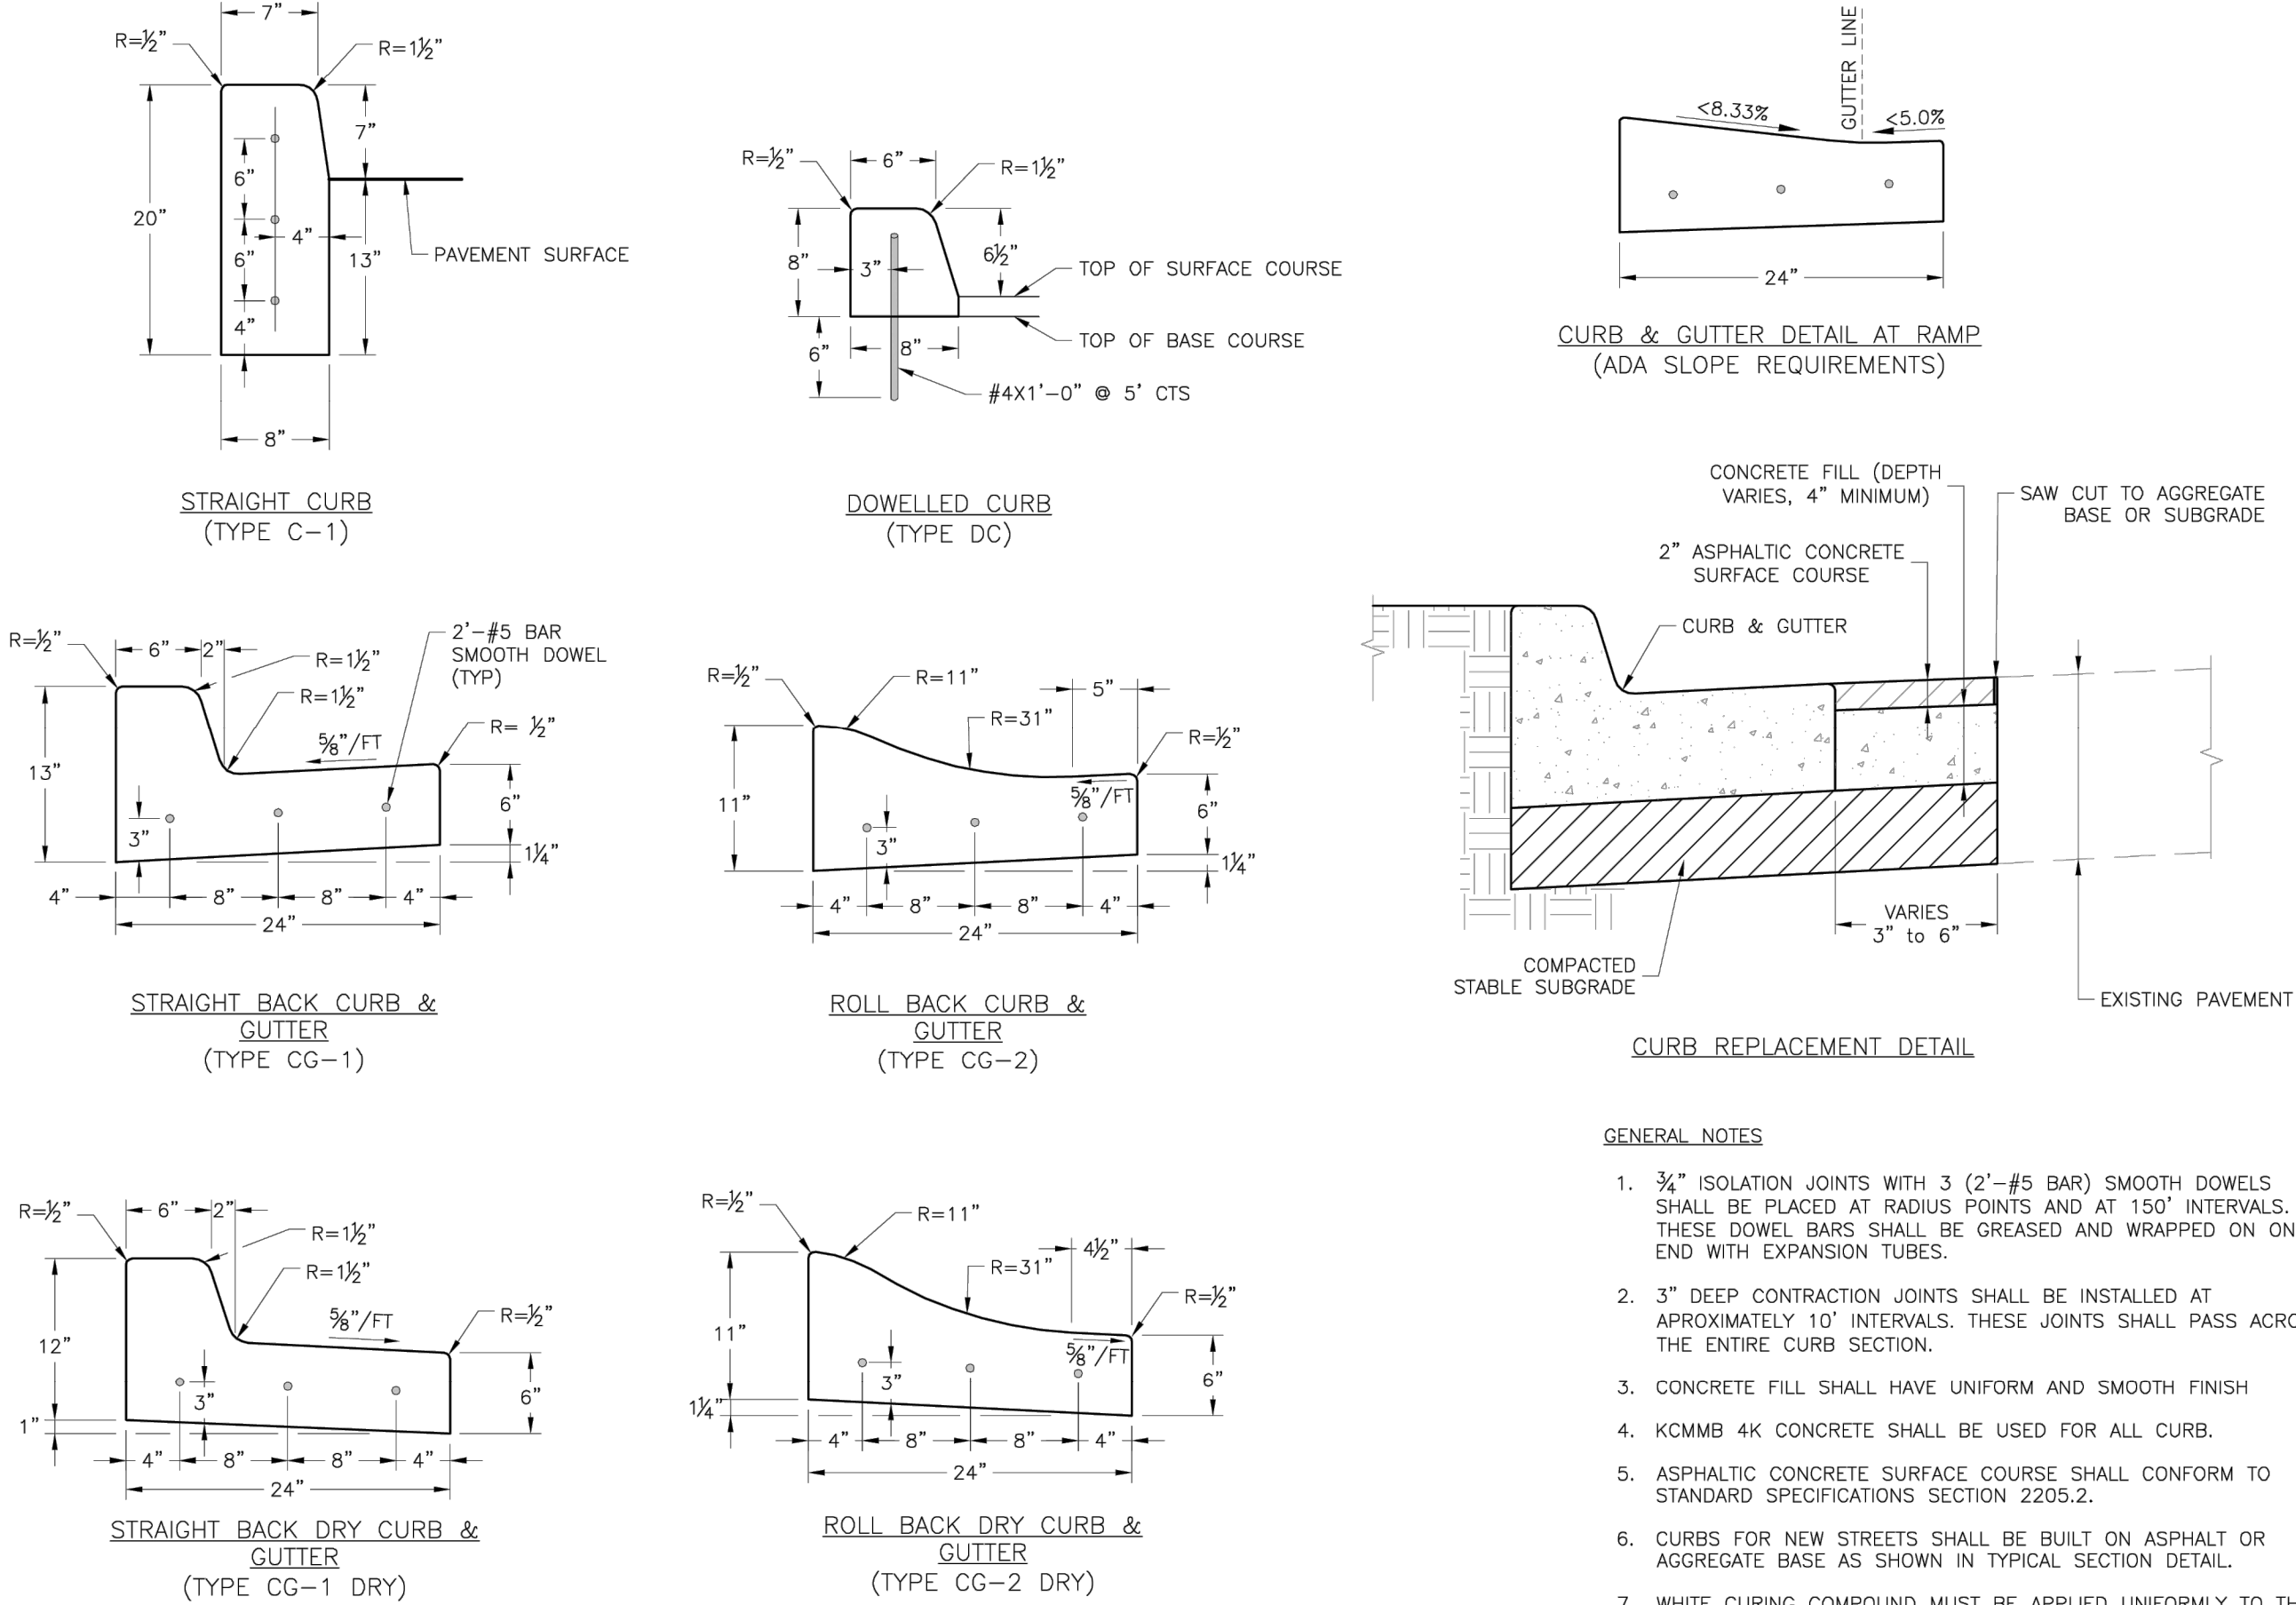 7"
R=½"
R=1½"
7"
6"
20"
4"
6"
13"
PAVEMENT SURFACE
4"
8"
STRAIGHT CURB
(TYPE C-1)
R=½"
6"
R=1½"
8"
3"
6½"
TOP OF SURFACE COURSE
6"
8"
TOP OF BASE COURSE
#4X1'-0" @ 5' CTS
DOWELLED CURB
(TYPE DC)
GUTTER LINE
<8.33%
<5.0%
24"
CURB & GUTTER DETAIL AT RAMP
(ADA SLOPE REQUIREMENTS)
R=½"
6"
2"
R=1½"
R=1½"
2'-#5 BAR
SMOOTH DOWEL
(TYP)
R= ½"
⅝"/FT
13"
3"
6"
1¼"
4"
8"
8"
4"
24"
STRAIGHT BACK CURB &
GUTTER
(TYPE CG-1)
R=½"
R=11"
5"
R=31"
R=½"
⅝"/FT
11"
3"
6"
1¼"
4"
8"
8"
4"
24"
ROLL BACK CURB &
GUTTER
(TYPE CG-2)
CONCRETE FILL (DEPTH
VARIES, 4" MINIMUM)
SAW CUT TO AGGREGATE
BASE OR SUBGRADE
2" ASPHALTIC CONCRETE
SURFACE COURSE
CURB & GUTTER
VARIES
3" to 6"
COMPACTED
STABLE SUBGRADE
EXISTING PAVEMENT
CURB REPLACEMENT DETAIL
R=½"
6"
2"
R=1½"
R=1½"
⅝"/FT
R=½"
12"
3"
6"
1"
4"
8"
8"
4"
24"
STRAIGHT BACK DRY CURB &
GUTTER
(TYPE CG-1 DRY)
R=½"
R=11"
4½"
R=31"
R=½"
11"
⅝"/FT
3"
6"
1¼"
4"
8"
8"
4"
24"
ROLL BACK DRY CURB &
GUTTER
(TYPE CG-2 DRY)
GENERAL NOTES
1. ¾" ISOLATION JOINTS WITH 3 (2'-#5 BAR) SMOOTH DOWELS
SHALL BE PLACED AT RADIUS POINTS AND AT 150' INTERVALS.
THESE DOWEL BARS SHALL BE GREASED AND WRAPPED ON ON
END WITH EXPANSION TUBES.
2. 3" DEEP CONTRACTION JOINTS SHALL BE INSTALLED AT
APROXIMATELY 10' INTERVALS. THESE JOINTS SHALL PASS ACRO
THE ENTIRE CURB SECTION.
3. CONCRETE FILL SHALL HAVE UNIFORM AND SMOOTH FINISH
4. KCMMB 4K CONCRETE SHALL BE USED FOR ALL CURB.
5. ASPHALTIC CONCRETE SURFACE COURSE SHALL CONFORM TO
STANDARD SPECIFICATIONS SECTION 2205.2.
6. CURBS FOR NEW STREETS SHALL BE BUILT ON ASPHALT OR
AGGREGATE BASE AS SHOWN IN TYPICAL SECTION DETAIL.
7. WHITE CURING COMPOUND MUST BE APPLIED UNIFORMLY TO TH